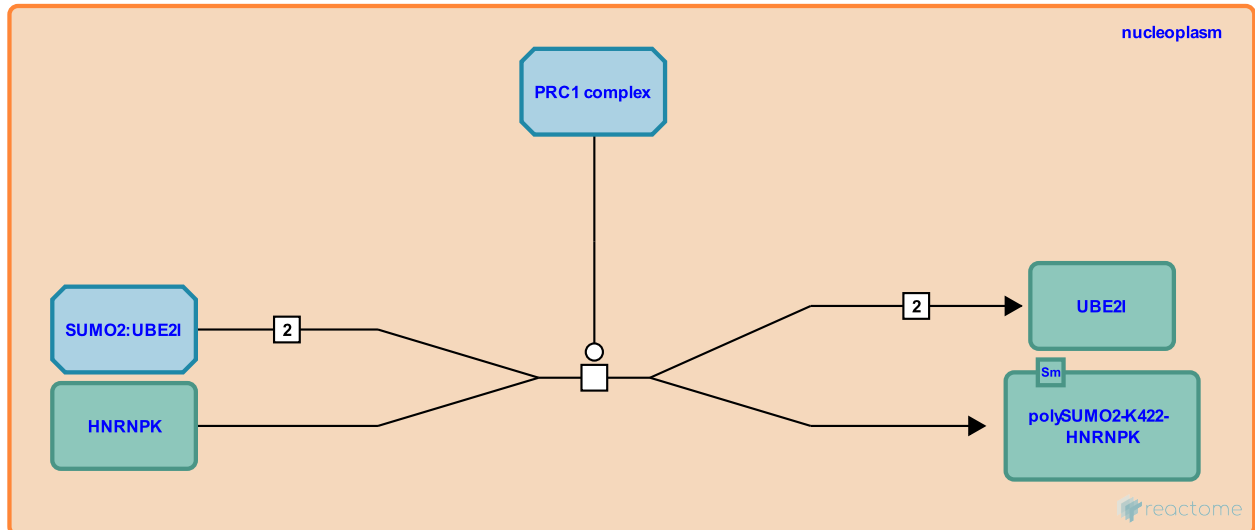 nucleoplasm
PRC1 complex
SUMO2:UBE2I
2
2
UBE2I
HNRNPK
Sm
polySUMO2-K422-
HNRNPK
reactome